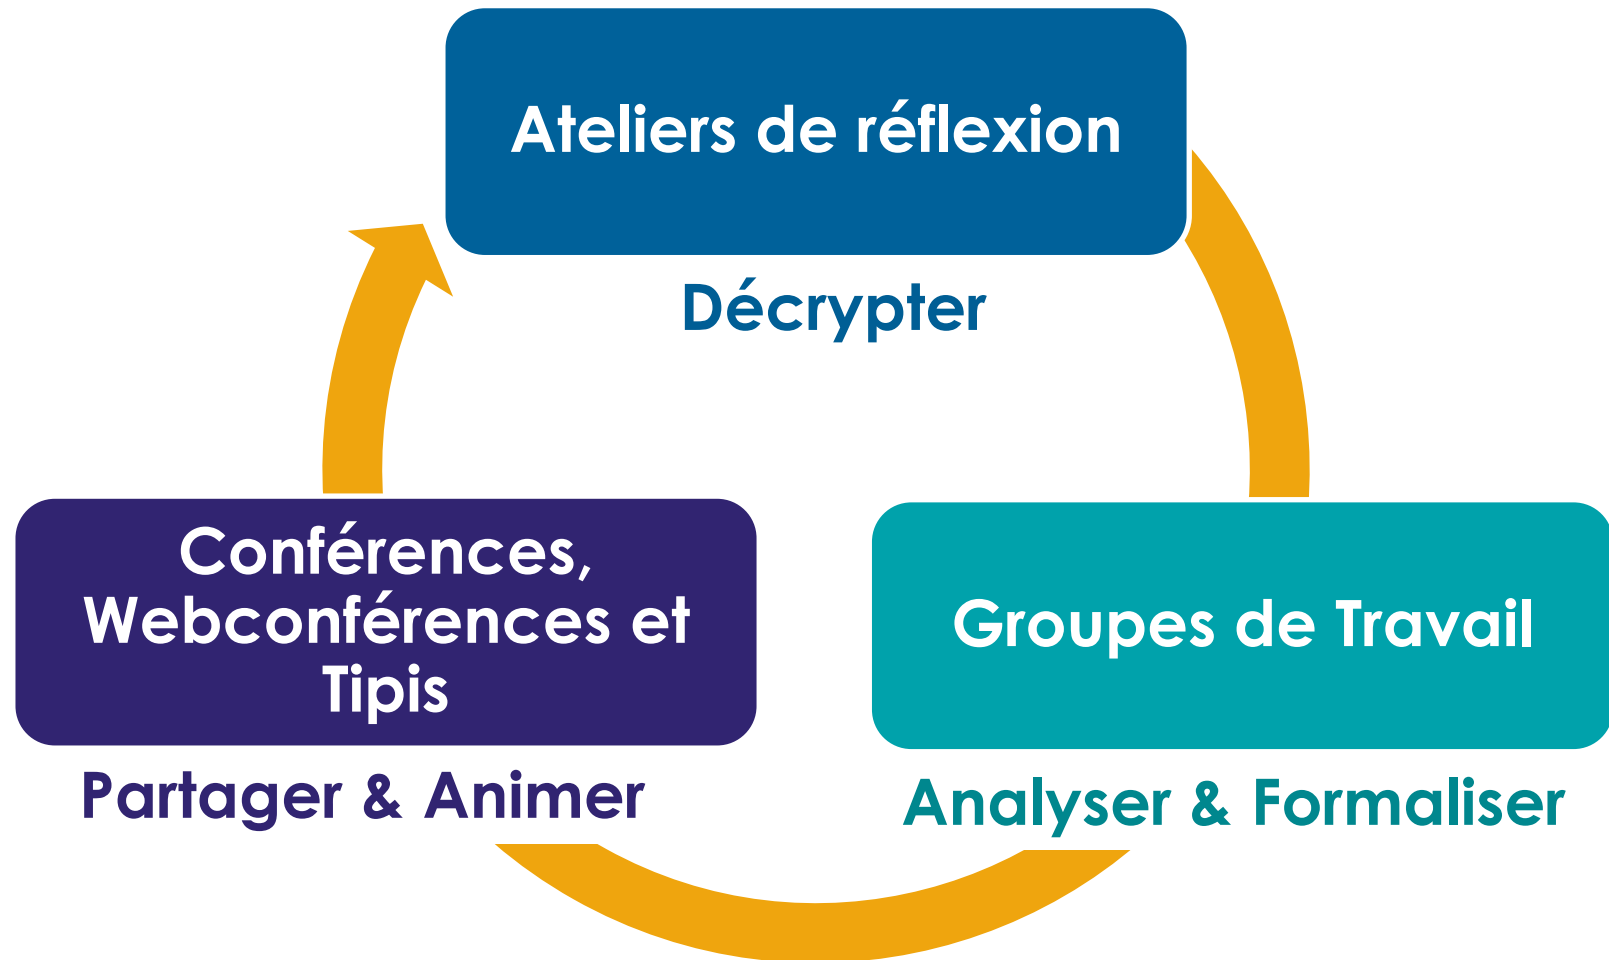 Ateliers de réflexion
Décrypter
Conférences,
Webconférences et
Tipis
Partager & Animer
Groupes de Travail
Analyser & Formaliser